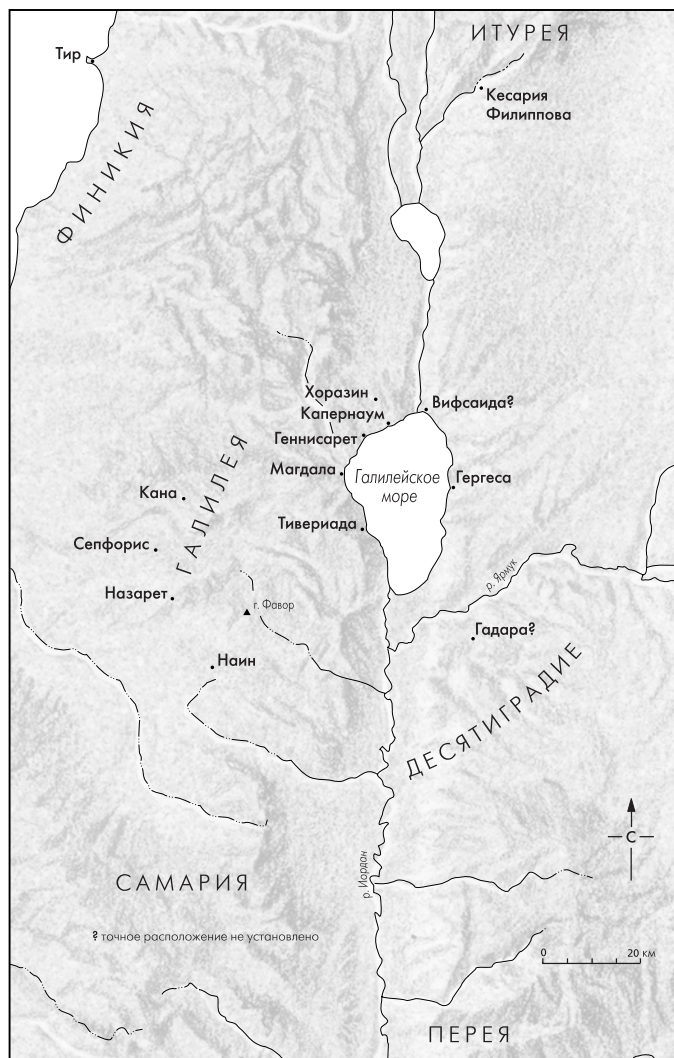 ИТУРЕЯ
Тир
Кесария
Филиппова
ФИНИКИЯ
Хоразин
Вифсаида?
Капернаум
Геннисарет
ГАЛИЛЕЯ
Магдала
Галилейское
море
Гергеса
Кана
Тивериада
Сепфорис
р. Ярмук
Назарет
г. Фавор
Гадара?
Наин
ДЕСЯТИГРАДИЕ
С
р. Иордан
САМАРИЯ
? точное расположение не установлено
0 20 км
ПЕРЕЯ